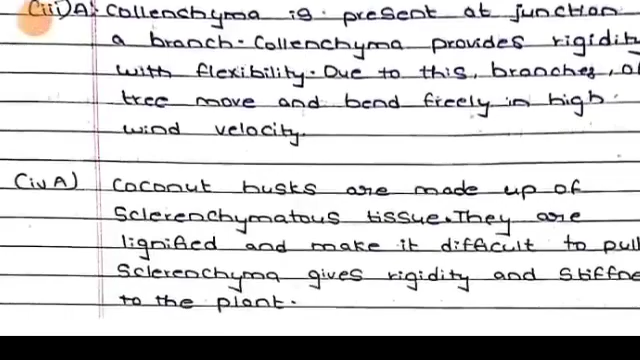 (iii) A: Collenchyma is present at junction
a branch. Collenchyma provides rigidity
with flexibility. Due to this, branches, of
tree move and bend freely in high
wind velocity.
(iv A) Coconut husks are made up of
Sclerenchymatous tissue. They are
lignified and make it difficult to pull
Sclerenchyma gives rigidity and stiffne
to the plant.